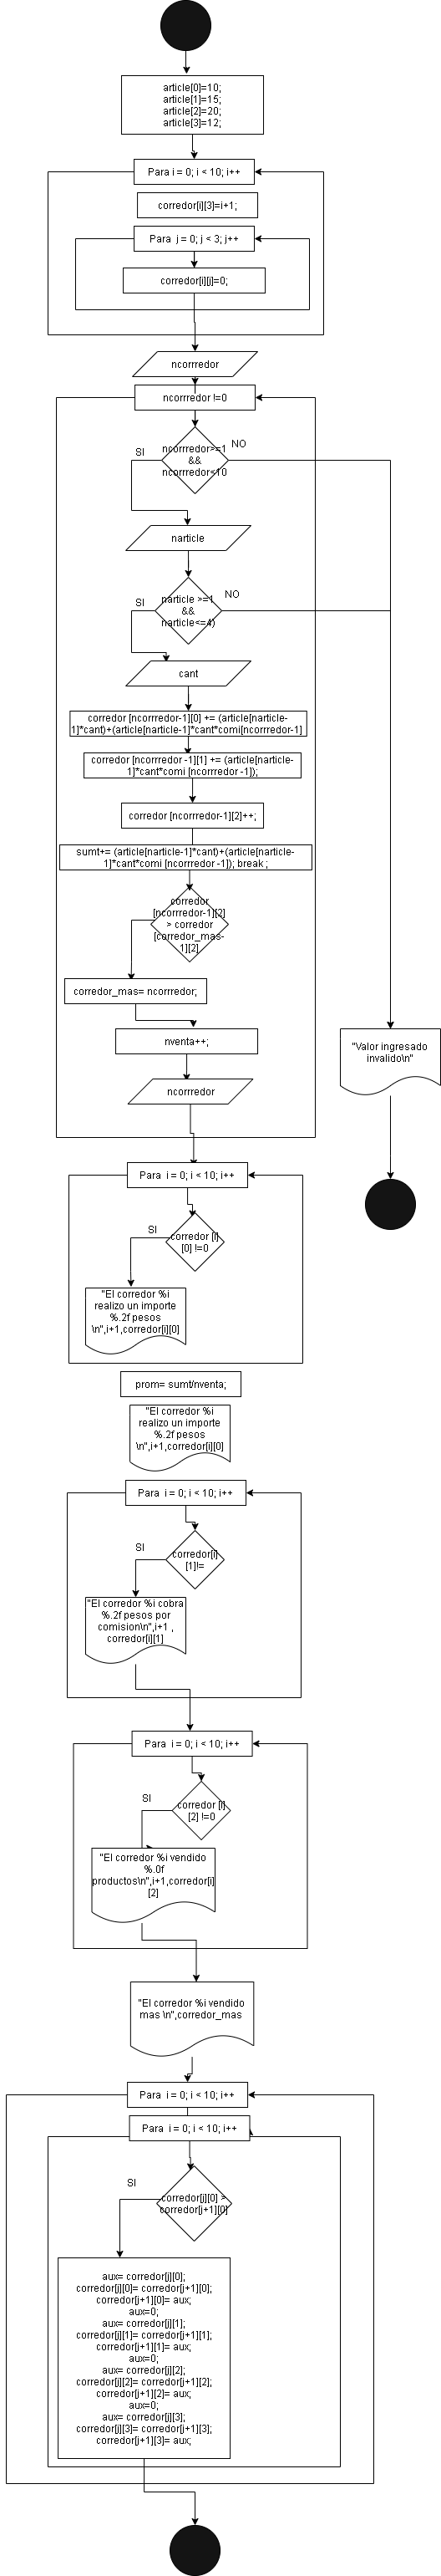 article[0]=10;
article[1]=15;
article[2]=20;
article[3]=12;
Para i = 0; i < 10; i++
corredor[i][3]=i+1;
Para j = 0; j < 3; j++
corredor[i][j]=0;
ncorrredor
ncorrredor !=0
ncorrredor>=1
&&
ncorrredor<10
SI
NO
narticle
narticle >=1
&&
narticle<=4)
SI
NO
cant
corredor [ncorrredor-1][0] += (article[narticle-
1]*cant)+(article[narticle-1]*cant*comi[ncorrredor-1]
corredor [ncorrredor -1][1] += (article[narticle-
1]*cant*comi [ncorrredor -1]);
corredor [ncorrredor-1][2]++;
sumt+= (article[narticle-1]*cant)+(article[narticle-
1]*cant*comi [ncorrredor -1]); break ;
corredor
[ncorrredor-1][2]
> corredor
[corredor_mas-
1][2]
corredor_mas= ncorrredor;
nventa++;
"Valor ingresado
invalido\n"
ncorrredor
Para i = 0; i < 10; i++
SI
corredor [i]
[0] !=0
"El corredor %i
realizo un importe
%.2f pesos
\n",i+1,corredor[i][0]
prom= sumt/nventa;
"El corredor %i
realizo un importe
%.2f pesos
\n",i+1,corredor[i][0]
Para i = 0; i < 10; i++
SI
corredor[i]
[1]!=
"El corredor %i cobra
%.2f pesos por
comision\n",i+1 ,
corredor[i][1]
Para i = 0; i < 10; i++
SI
corredor [i]
[2] !=0
"El corredor %i vendido
%.0f
productos\n",i+1,corredor[i]
[2]
"El corredor %i vendido
mas \n",corredor_mas
Para i = 0; i < 10; i++
Para i = 0; i < 10; i++
SI
corredor[j][0] >
corredor[j+1][0]
aux= corredor[j][0];
corredor[j][0]= corredor[j+1][0];
corredor[j+1][0]= aux;
aux=0;
aux= corredor[j][1];
corredor[j][1]= corredor[j+1][1];
corredor[j+1][1]= aux;
aux=0;
aux= corredor[j][2];
corredor[j][2]= corredor[j+1][2];
corredor[j+1][2]= aux;
aux=0;
aux= corredor[j][3];
corredor[j][3]= corredor[j+1][3];
corredor[j+1][3]= aux;